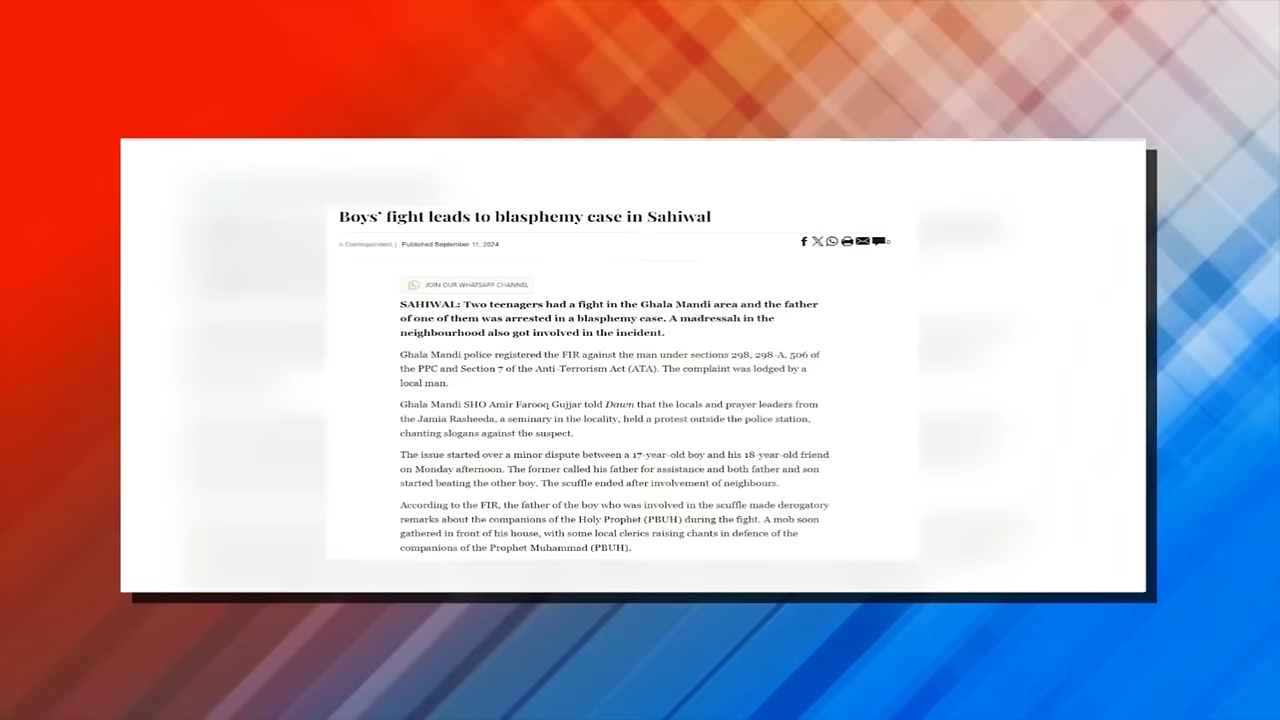 Boys' fight leads to blasphemy case in Sahiwal
A Correspondent | Published September 11, 2024
0
JOIN OUR WHATSAPP CHANNEL
SAHIWAL: Two teenagers had a fight in the Ghala Mandi area and the father
of one of them was arrested in a blasphemy case. A madressah in the
neighbourhood also got involved in the incident.
Ghala Mandi police registered the FIR against the man under sections 298, 298-A, 506 of
the PPC and Section 7 of the Anti-Terrorism Act (ATA). The complaint was lodged by a
local man.
Ghala Mandi SHO Amir Farooq Gujjar told Dawn that the locals and prayer leaders from
the Jamia Rasheeda, a seminary in the locality, held a protest outside the police station,
chanting slogans against the suspect.
The issue started over a minor dispute between a 17-year-old boy and his 18-year-old friend
on Monday afternoon. The former called his father for assistance and both father and son
started beating the other boy. The scuffle ended after involvement of neighbours.
According to the FIR, the father of the boy who was involved in the scuffle made derogatory
remarks about the companions of the Holy Prophet (PBUH) during the fight. A mob soon
gathered in front of his house, with some local clerics raising chants in defence of the
companions of the Prophet Muhammad (PBUH).